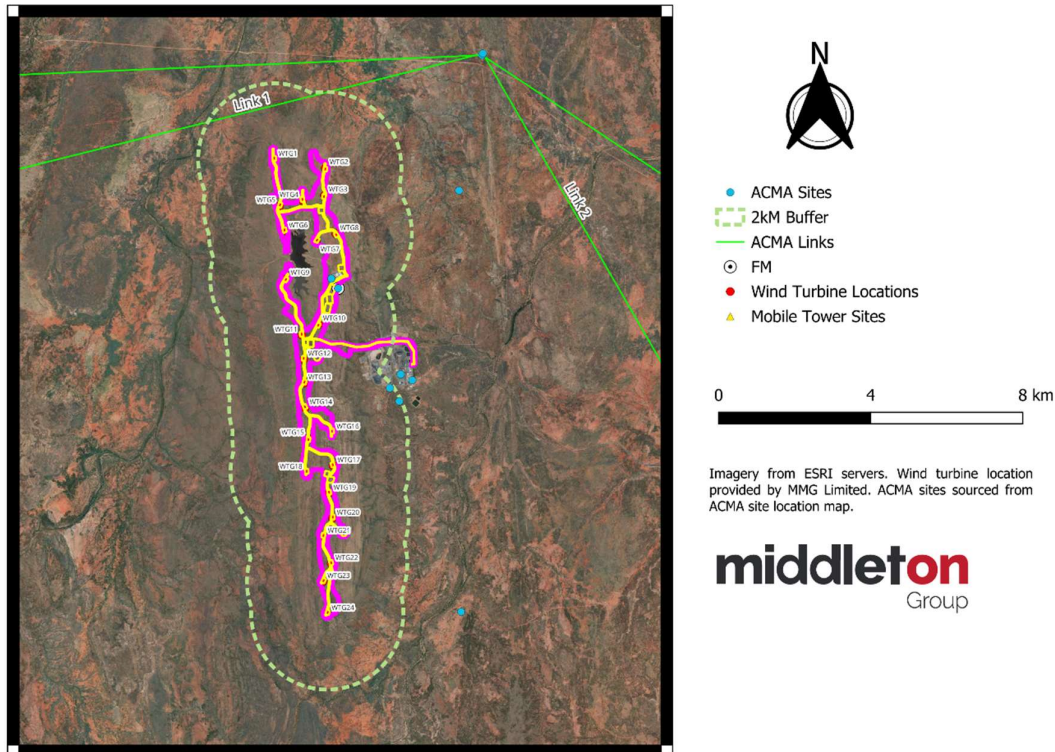 Link 1
WTG1
WTG2
WTG4
WTG3
WTG5
WTG6
WTG8
WTG7
WTG9
WTG10
WTG11
WTG12
WTG13
WTG14
WTG15
WTG16
WTG17
WTG18
WTG19
WTG20
WTG21
WTG22
WTG23
WTG24
Link 2
N
ACMA Sites
2kM Buffer
ACMA Links
FM
Wind Turbine Locations
Mobile Tower Sites
0 4 8 km
Imagery from ESRI servers. Wind turbine location
provided by MMG Limited. ACMA sites sourced from
ACMA site location map.
middleton
Group